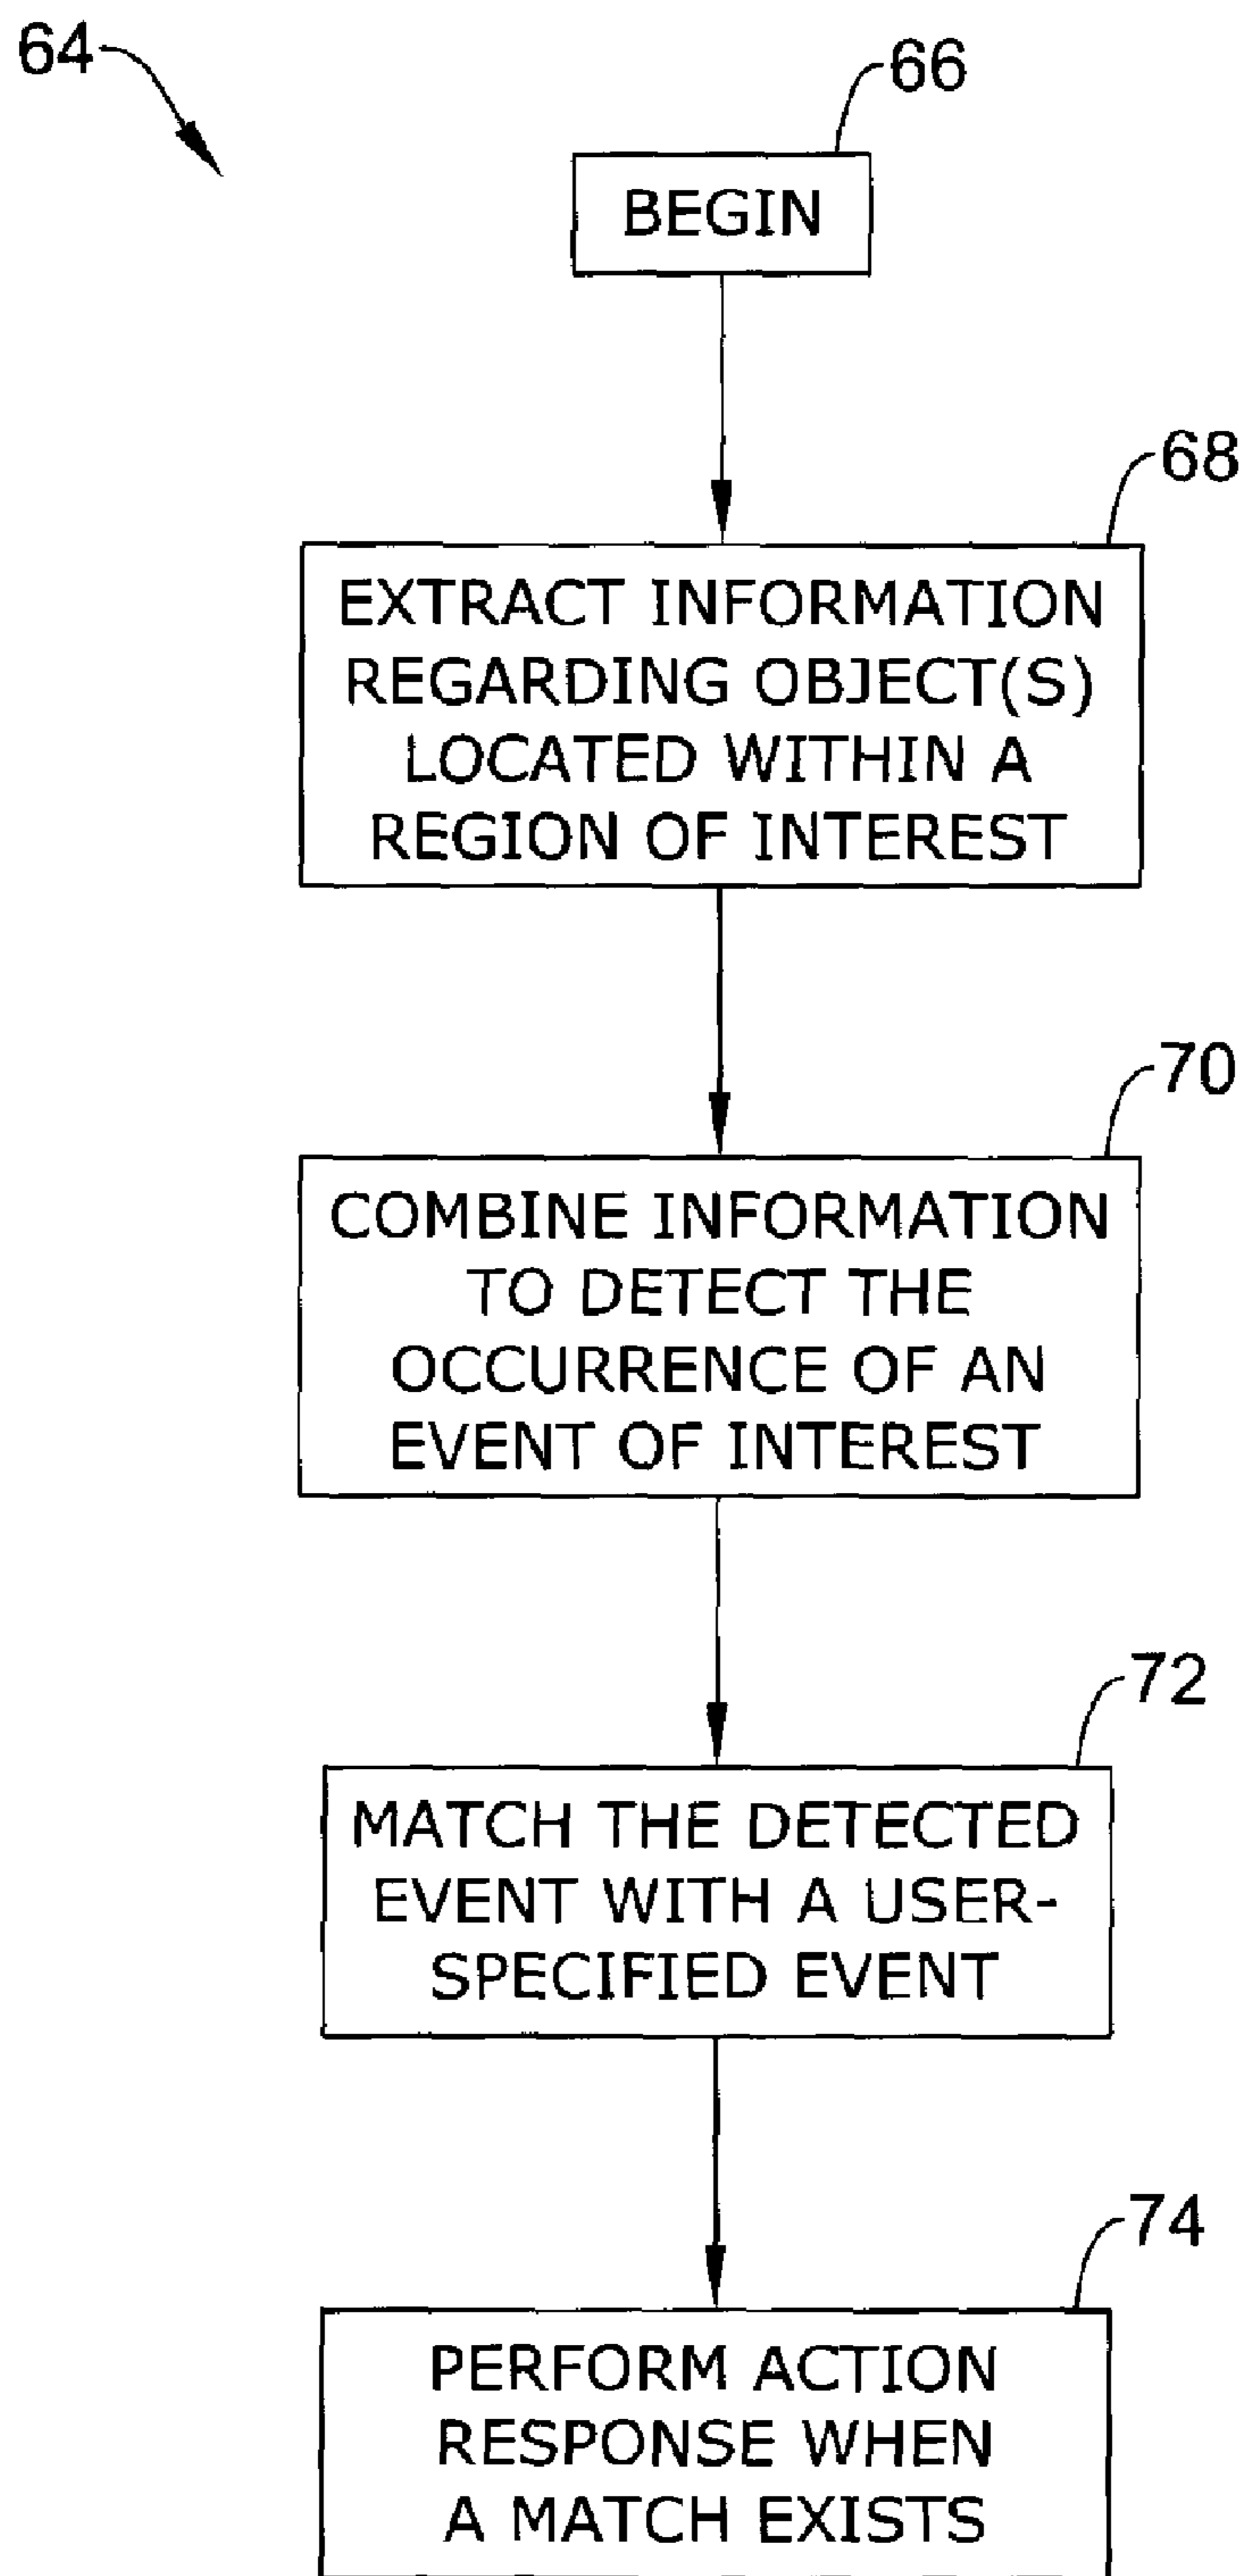 64
66
BEGIN
68
EXTRACT INFORMATION
REGARDING OBJECT(S)
LOCATED WITHIN A
REGION OF INTEREST
70
COMBINE INFORMATION
TO DETECT THE
OCCURRENCE OF AN
EVENT OF INTEREST
72
MATCH THE DETECTED
EVENT WITH A USER-
SPECIFIED EVENT
74
PERFORM ACTION
RESPONSE WHEN
A MATCH EXISTS